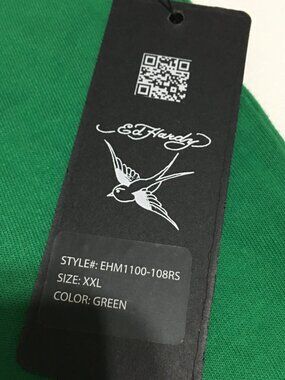 Ed Hardy
STYLE#: EHM1100-108RS
SIZE: XXL
COLOR: GREEN